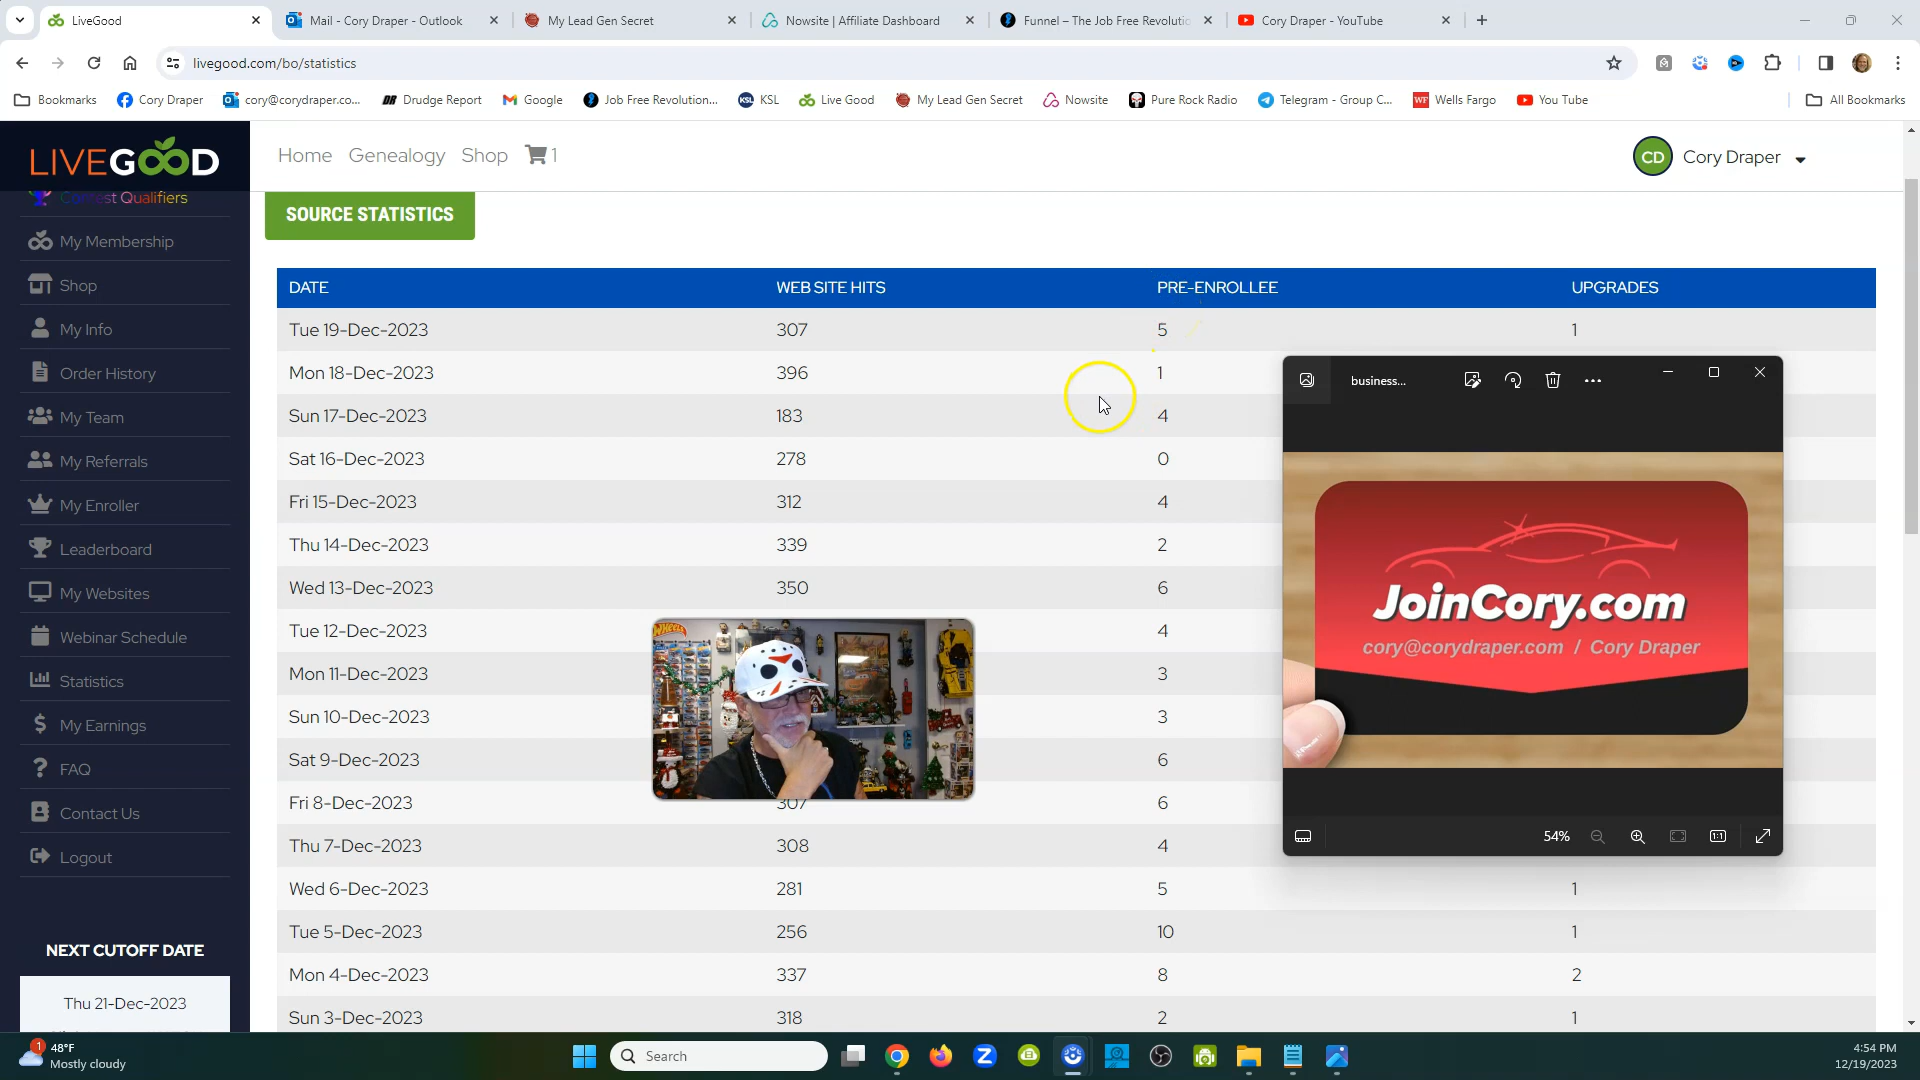 LiveGood
Mail - Cory Draper - Outlook
My Lead Gen Secret
Nowsite | Affiliate Dashboard
Funnel – The Job Free Revolutio
Cory Draper - YouTube
livegood.com/bo/statistics
Bookmarks
Cory Draper
cory@corydraper.co...
Drudge Report
Google
Job Free Revolution...
KSL
Live Good
My Lead Gen Secret
Nowsite
Pure Rock Radio
Telegram - Group C...
Wells Fargo
You Tube
All Bookmarks
LIVEGOOD
Home
Genealogy
Shop
1
CD
Cory Draper
Contest Qualifiers
My Membership
Shop
My Info
Order History
My Team
My Referrals
My Enroller
Leaderboard
My Websites
Webinar Schedule
Statistics
My Earnings
FAQ
Contact Us
Logout
NEXT CUTOFF DATE
Thu 21-Dec-2023
SOURCE STATISTICS
DATE WEB SITE HITS PRE-ENROLLEE UPGRADES
Tue 19-Dec-2023 307 5 1
Mon 18-Dec-2023 396 1
Sun 17-Dec-2023 183 4
Sat 16-Dec-2023 278 0
Fri 15-Dec-2023 312 4
Thu 14-Dec-2023 339 2
Wed 13-Dec-2023 350 6
Tue 12-Dec-2023 4
Mon 11-Dec-2023 3
Sun 10-Dec-2023 3
Sat 9-Dec-2023 6
Fri 8-Dec-2023 307 6
Thu 7-Dec-2023 308 4
Wed 6-Dec-2023 281 5 1
Tue 5-Dec-2023 256 10 1
Mon 4-Dec-2023 337 8 2
Sun 3-Dec-2023 318 2 1
business...
JoinCory.com
cory@corydraper.com / Cory Draper
54%
WHEELS
1
48°F
Mostly cloudy
Search
4:54 PM
12/19/2023